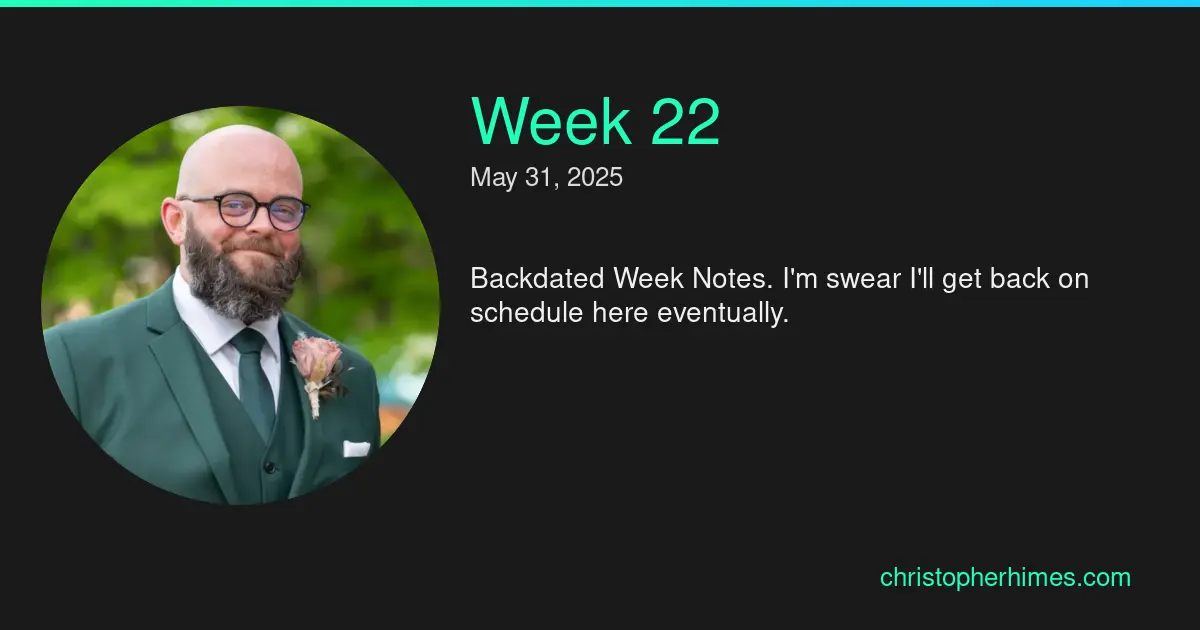 Week 22
May 31, 2025
Backdated Week Notes. I'm swear I'll get back on
schedule here eventually.
christopherhimes.com